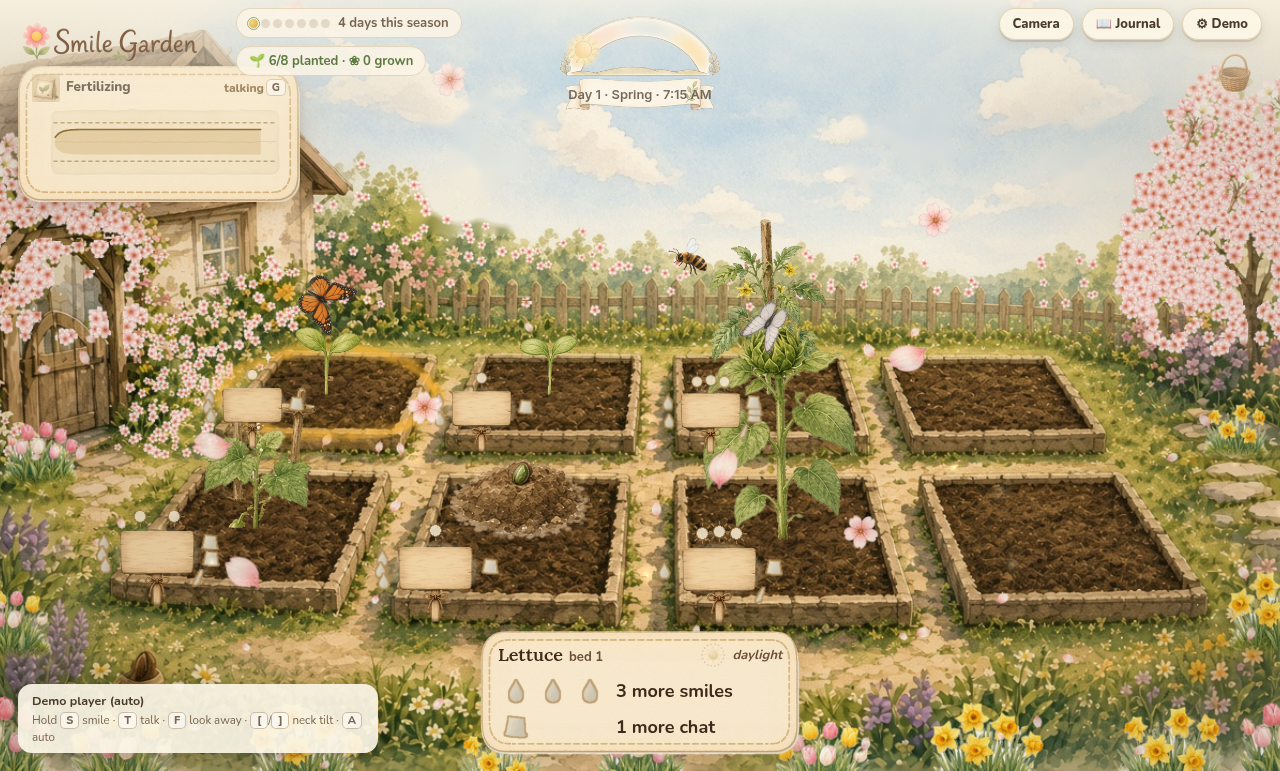 Smile Garden
4 days this season
6/8 planted · 0 grown
Day 1 · Spring · 7:15 AM
Camera
Journal
Demo
Fertilizing
talking G
Lettuce bed 1
daylight
3 more smiles
1 more chat
Demo player (auto)
Hold S smile · T talk · F look away · [ / ] neck tilt · A
auto